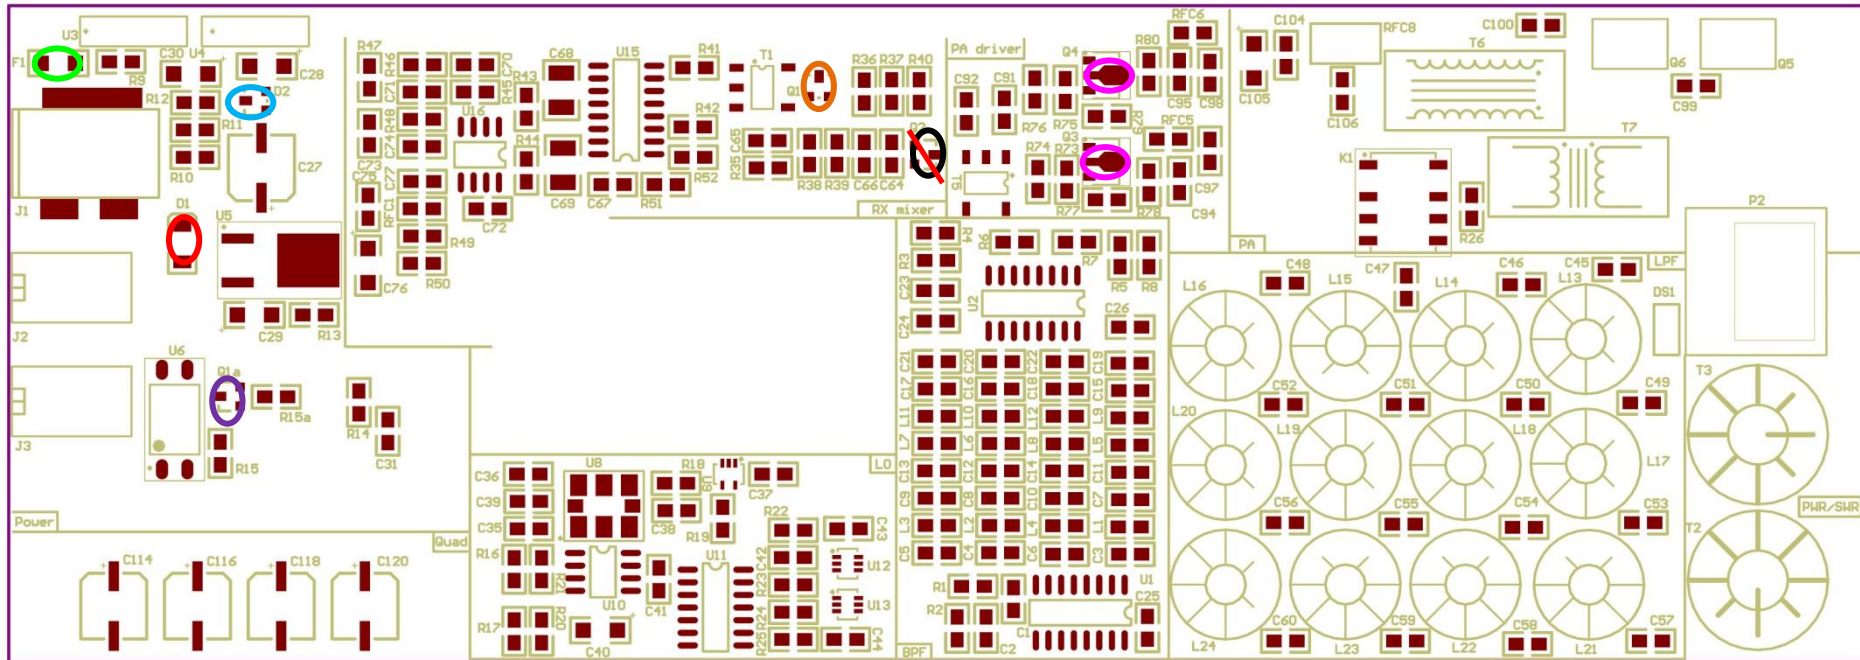 U3
F1
R9
C30
U4
C28
R12
D2
R11
R10
C27
J1
D1
U5
J2
C29
R13
U6
Q1a
R15a
R14
C31
J3
R15
Power
Quad
C114
C116
C118
C120
R47
R46
C71
R48
C74
C73
C75
C77
RFC1
R49
R50
C76
C70
R45
U16
C72
R43
R44
C68
C69
U15
C67
R51
R41
R42
R52
T1
Q1
C65
R35
R36
R37
R40
R38
R39
C66
C64
RX mixer
PA driver
C92
C91
R76
R75
Q4
R79
Q3
R74
R73
T5
R77
RFC6
R80
C95
C98
RFC5
C97
R78
C94
C104
C105
RFC8
C106
T6
C100
Q6
Q5
C99
T7
K1
R26
P2
PA
R4
R3
C23
C24
R6
R7
R5
R8
U2
C26
C21
C20
C22
C19
C17
C16
C18
C15
L11
L10
L12
L9
L7
L6
L8
L5
C13
C12
C14
C11
C9
C8
C10
C7
L3
L2
L4
L1
C5
C4
C6
C3
R1
R2
C1
C2
U1
C25
BPF
LO
C36
C39
C35
R16
R21
R17
R20
U8
U10
C40
R18
C38
U9
R19
C37
C41
U11
R22
C42
R23
R24
R25
C43
U12
U13
C44
C48
C47
C46
C45
LPF
L16
L15
L14
L13
DS1
C52
C51
C50
C49
L20
L19
L18
L17
C56
C55
C54
C53
C60
C59
C58
C57
L24
L23
L22
L21
T3
PWR/SWR
T2